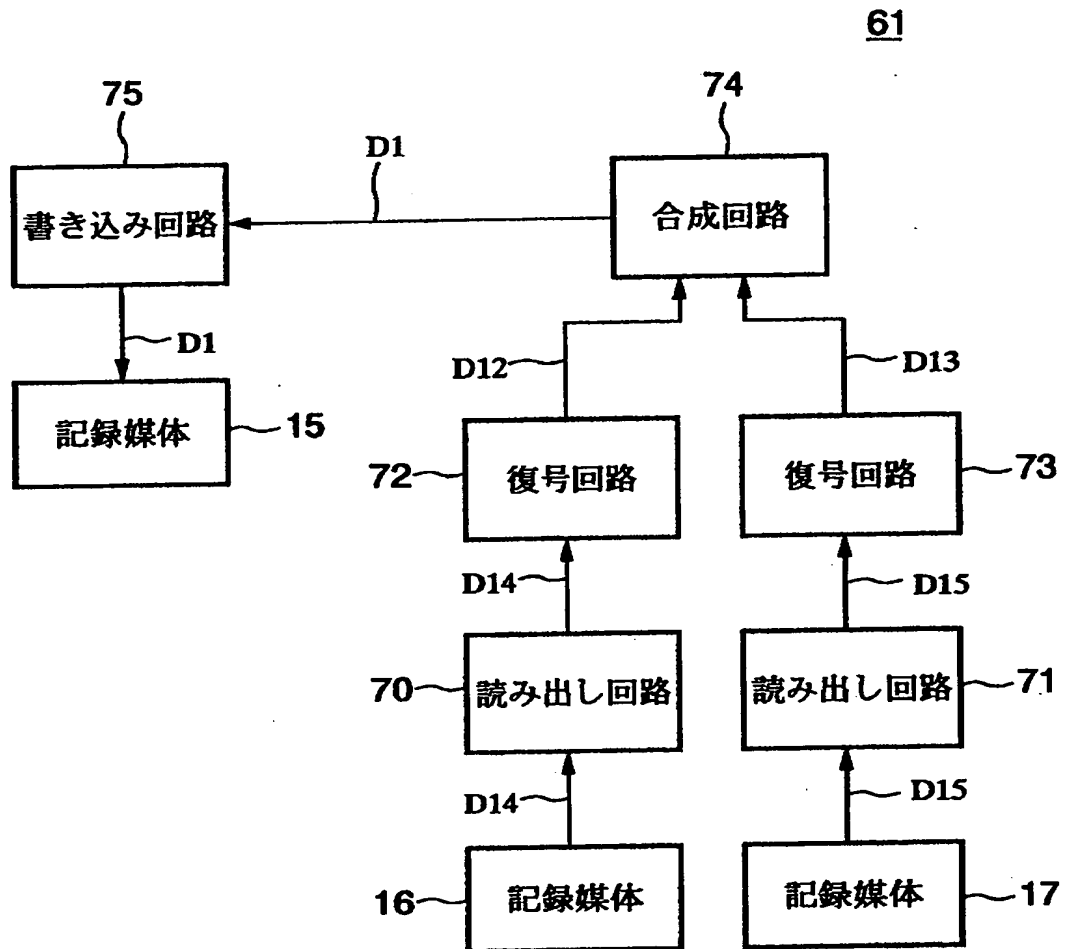 61
75
74
D1
書き込み回路
合成回路
D1
D12
D13
記録媒体
15
72
復号回路
復号回路
73
D14
D15
70
読み出し回路
読み出し回路
71
D14
D15
16
記録媒体
記録媒体
17